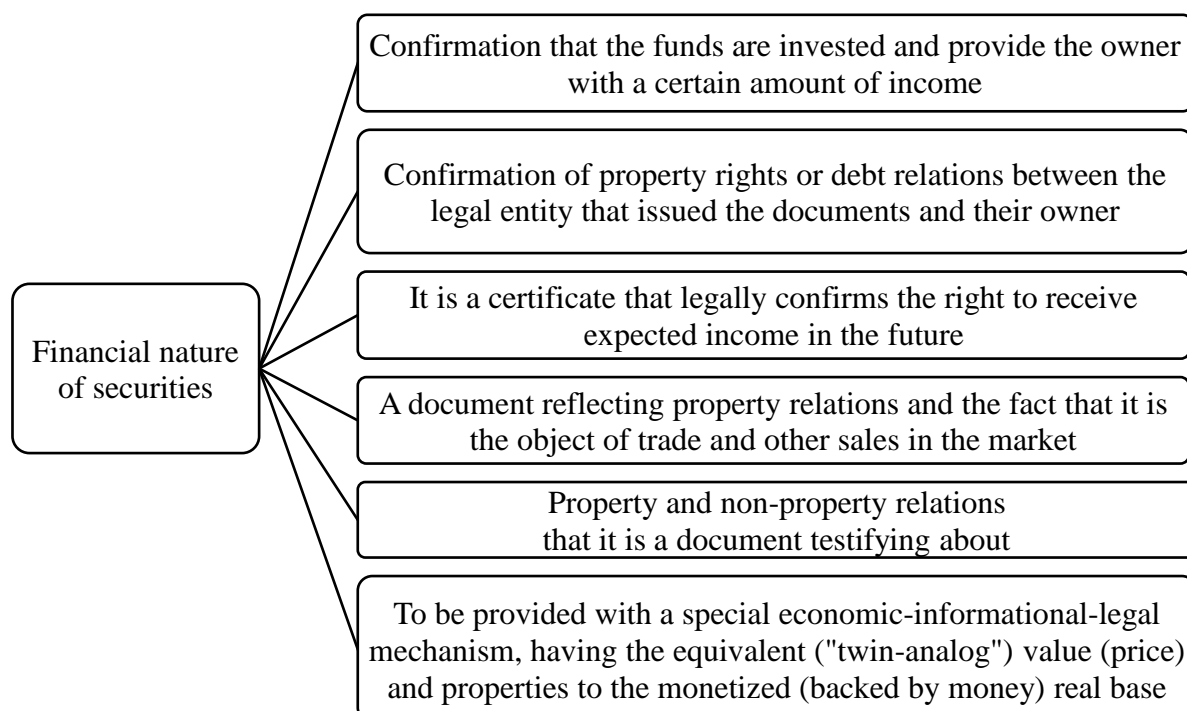 Confirmation that the funds are invested and provide the owner
with a certain amount of income
Confirmation of property rights or debt relations between the
legal entity that issued the documents and their owner
It is a certificate that legally confirms the right to receive
expected income in the future
Financial nature
of securities
A document reflecting property relations and the fact that it is
the object of trade and other sales in the market
Property and non-property relations
that it is a document testifying about
To be provided with a special economic-informational-legal
mechanism, having the equivalent ("twin-analog") value (price)
and properties to the monetized (backed by money) real base